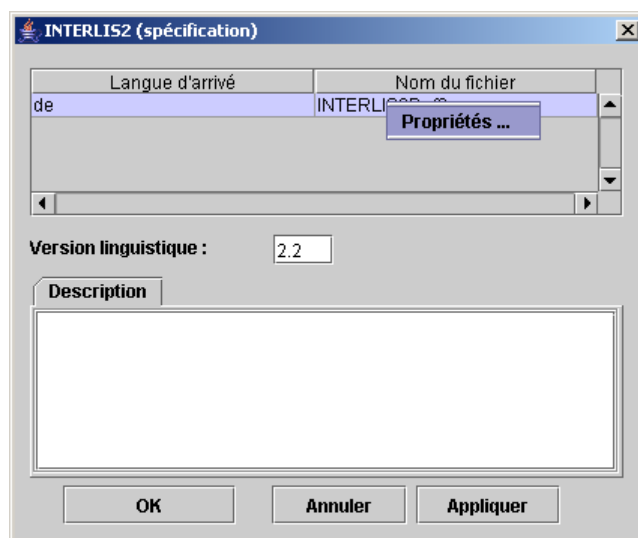 INTERLIS2 (spécification)
Langue d'arrivé Nom du fichier
de
Propriétés ...
Version linguistique : 2.2
Description
OK Annuler Appliquer